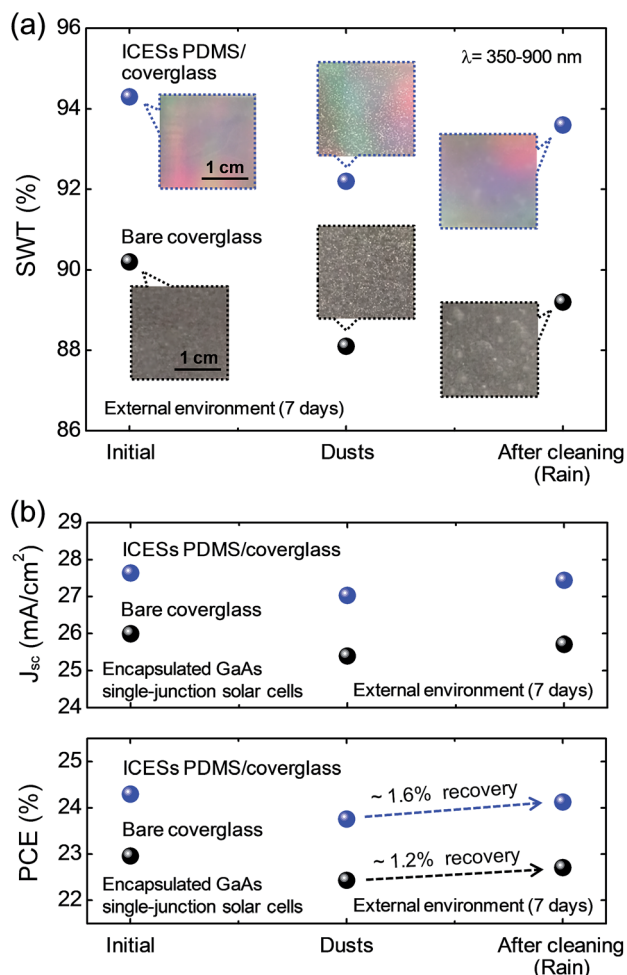 (a)
96
94
92
90
88
86
SWT (%)
ICESs PDMS/
coverglass
λ= 350-900 nm
1 cm
Bare coverglass
1 cm
External environment (7 days)
Initial
Dusts
After cleaning
(Rain)
(b)
29
28
27
26
25
24
Jsc (mA/cm²)
ICESs PDMS/coverglass
Bare coverglass
Encapsulated GaAs
single-junction solar cells
External environment (7 days)
25
24
23
22
PCE (%)
ICESs PDMS/coverglass
~ 1.6% recovery
Bare coverglass
~ 1.2% recovery
Encapsulated GaAs
single-junction solar cells
External environment (7 days)
Initial
Dusts
After cleaning
(Rain)